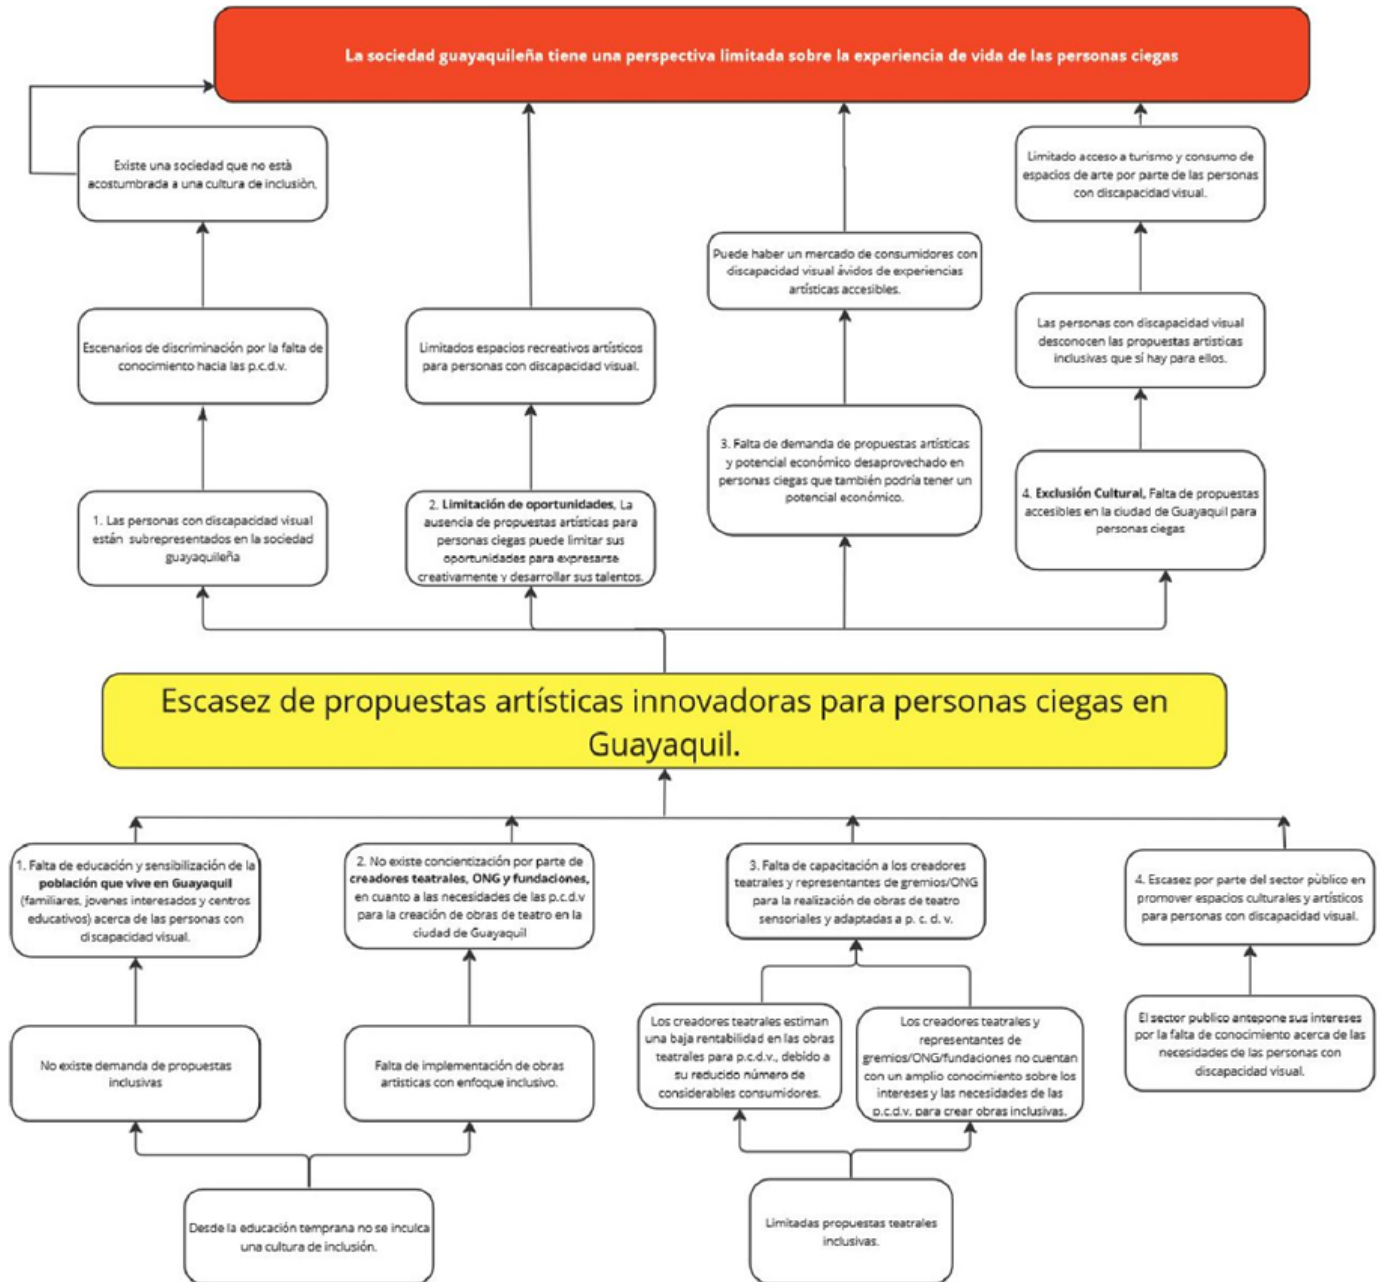 La sociedad guayaquileña tiene una perspectiva limitada sobre la experiencia de vida de las personas ciegas
Existe una sociedad que no està
acostumbrada a una cultura de inclusiòn,
Limitado acceso a turismo y consumo de
espacios de arte por parte de las personas
con discapacidad visual.
Puede haber un mercado de consumidores con
discapacidad visual ávidos de experiencias
artísticas accesibles.
Escenarios de discriminación por la falta de
conocimiento hacia las p.c.d.v.
Limitados espacios recreativos artísticos
para personas con discapacidad visual.
Las personas con discapacidad visual
desconocen las propuestas artisticas
inclusivas que sí hay para ellos.
3. Falta de demanda de propuestas artísticas
y potencial económico desaprovechado en
personas ciegas que también podría tener un
potencial económico.
1. Las personas con discapacidad visual
están subrepresentados en la sociedad
guayaquileña
2. Limitación de oportunidades, La
ausencia de propuestas artísticas para
personas ciegas puede limitar sus
oportunidades para expresarse
creativamente y desarrollar sus talentos.
4. Exclusión Cultural, Falta de propuestas
accesibles en la ciudad de Guayaquil para
personas ciegas
Escasez de propuestas artísticas innovadoras para personas ciegas en
Guayaquil.
1. Falta de educación y sensibilización de la
población que vive en Guayaquil
(familiares, jovenes interesados y centros
educativos) acerca de las personas con
discapacidad visual.
2. No existe concientización por parte de
creadores teatrales, ONG y fundaciones,
en cuanto a las necesidades de las p.c.d.v
para la creación de obras de teatro en la
ciudad de Guayaquil
3. Falta de capacitación a los creadores
teatrales y representantes de gremios/ONG
para la realización de obras de teatro
sensoriales y adaptadas a p. c. d. v.
4. Escasez por parte del sector pùblico en
promover espacios culturales y artísticos
para personas con discapacidad visual.
No existe demanda de propuestas
inclusivas
Falta de implementación de obras
artisticas con enfoque inclusivo.
Los creadores teatrales estiman
una baja rentabilidad en las obras
teatrales para p.c.d.v., debido a
su reducido número de
considerables consumidores.
Los creadores teatrales y
representantes de
gremios/ONG/fundaciones no cuentan
con un amplio conocimiento sobre los
intereses y las necesidades de las
p.c.d.v. para crear obras inclusivas.
El sector publico antepone sus intereses
por la falta de conocimiento acerca de las
necesidades de las personas con
discapacidad visual.
Desde la educación temprana no se inculca
una cultura de inclusión.
Limitadas propuestas teatrales
inclusivas.